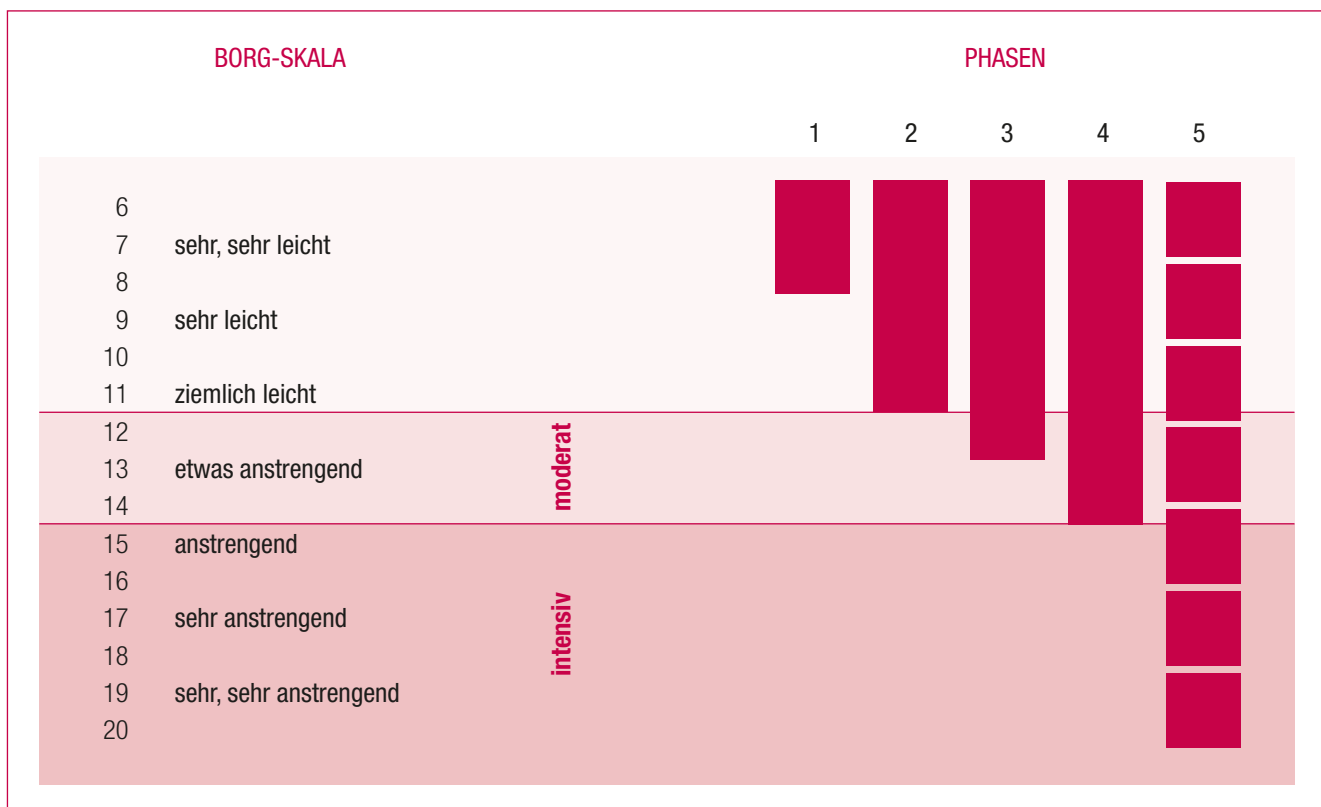 BORG-SKALA PHASEN
1 2 3 4 5
6
7 sehr, sehr leicht
8
9 sehr leicht
10
11 ziemlich leicht
12
13 etwas anstrengend
14
moderat
15 anstrengend
16
17 sehr anstrengend
18
19 sehr, sehr anstrengend
20
intensiv